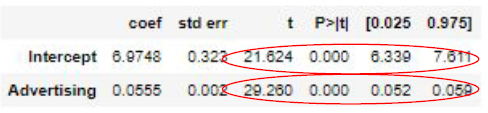 coef std err t P>|t| [0.025 0.975]
Intercept 6.9748 0.323 21.624 0.000 6.339 7.611
Advertising 0.0555 0.002 29.260 0.000 0.052 0.059